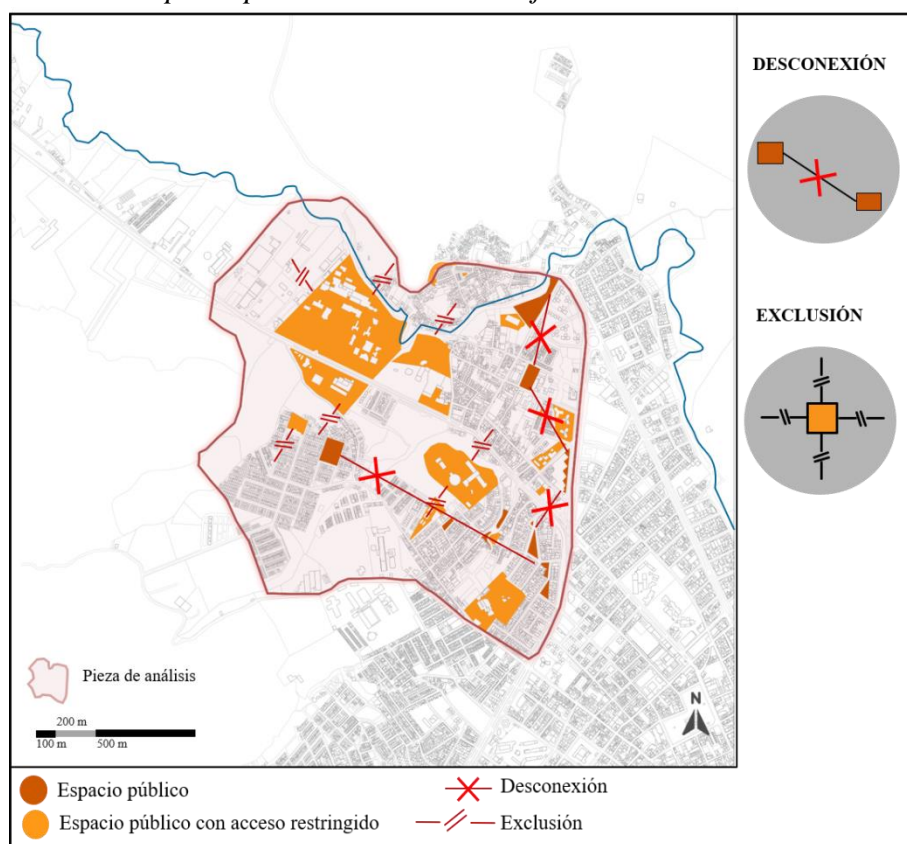 DESCONEXIÓN
EXCLUSIÓN
Pieza de análisis
200 m
100 m 500 m
N
Espacio público
Desconexión
Espacio público con acceso restringido
Exclusión